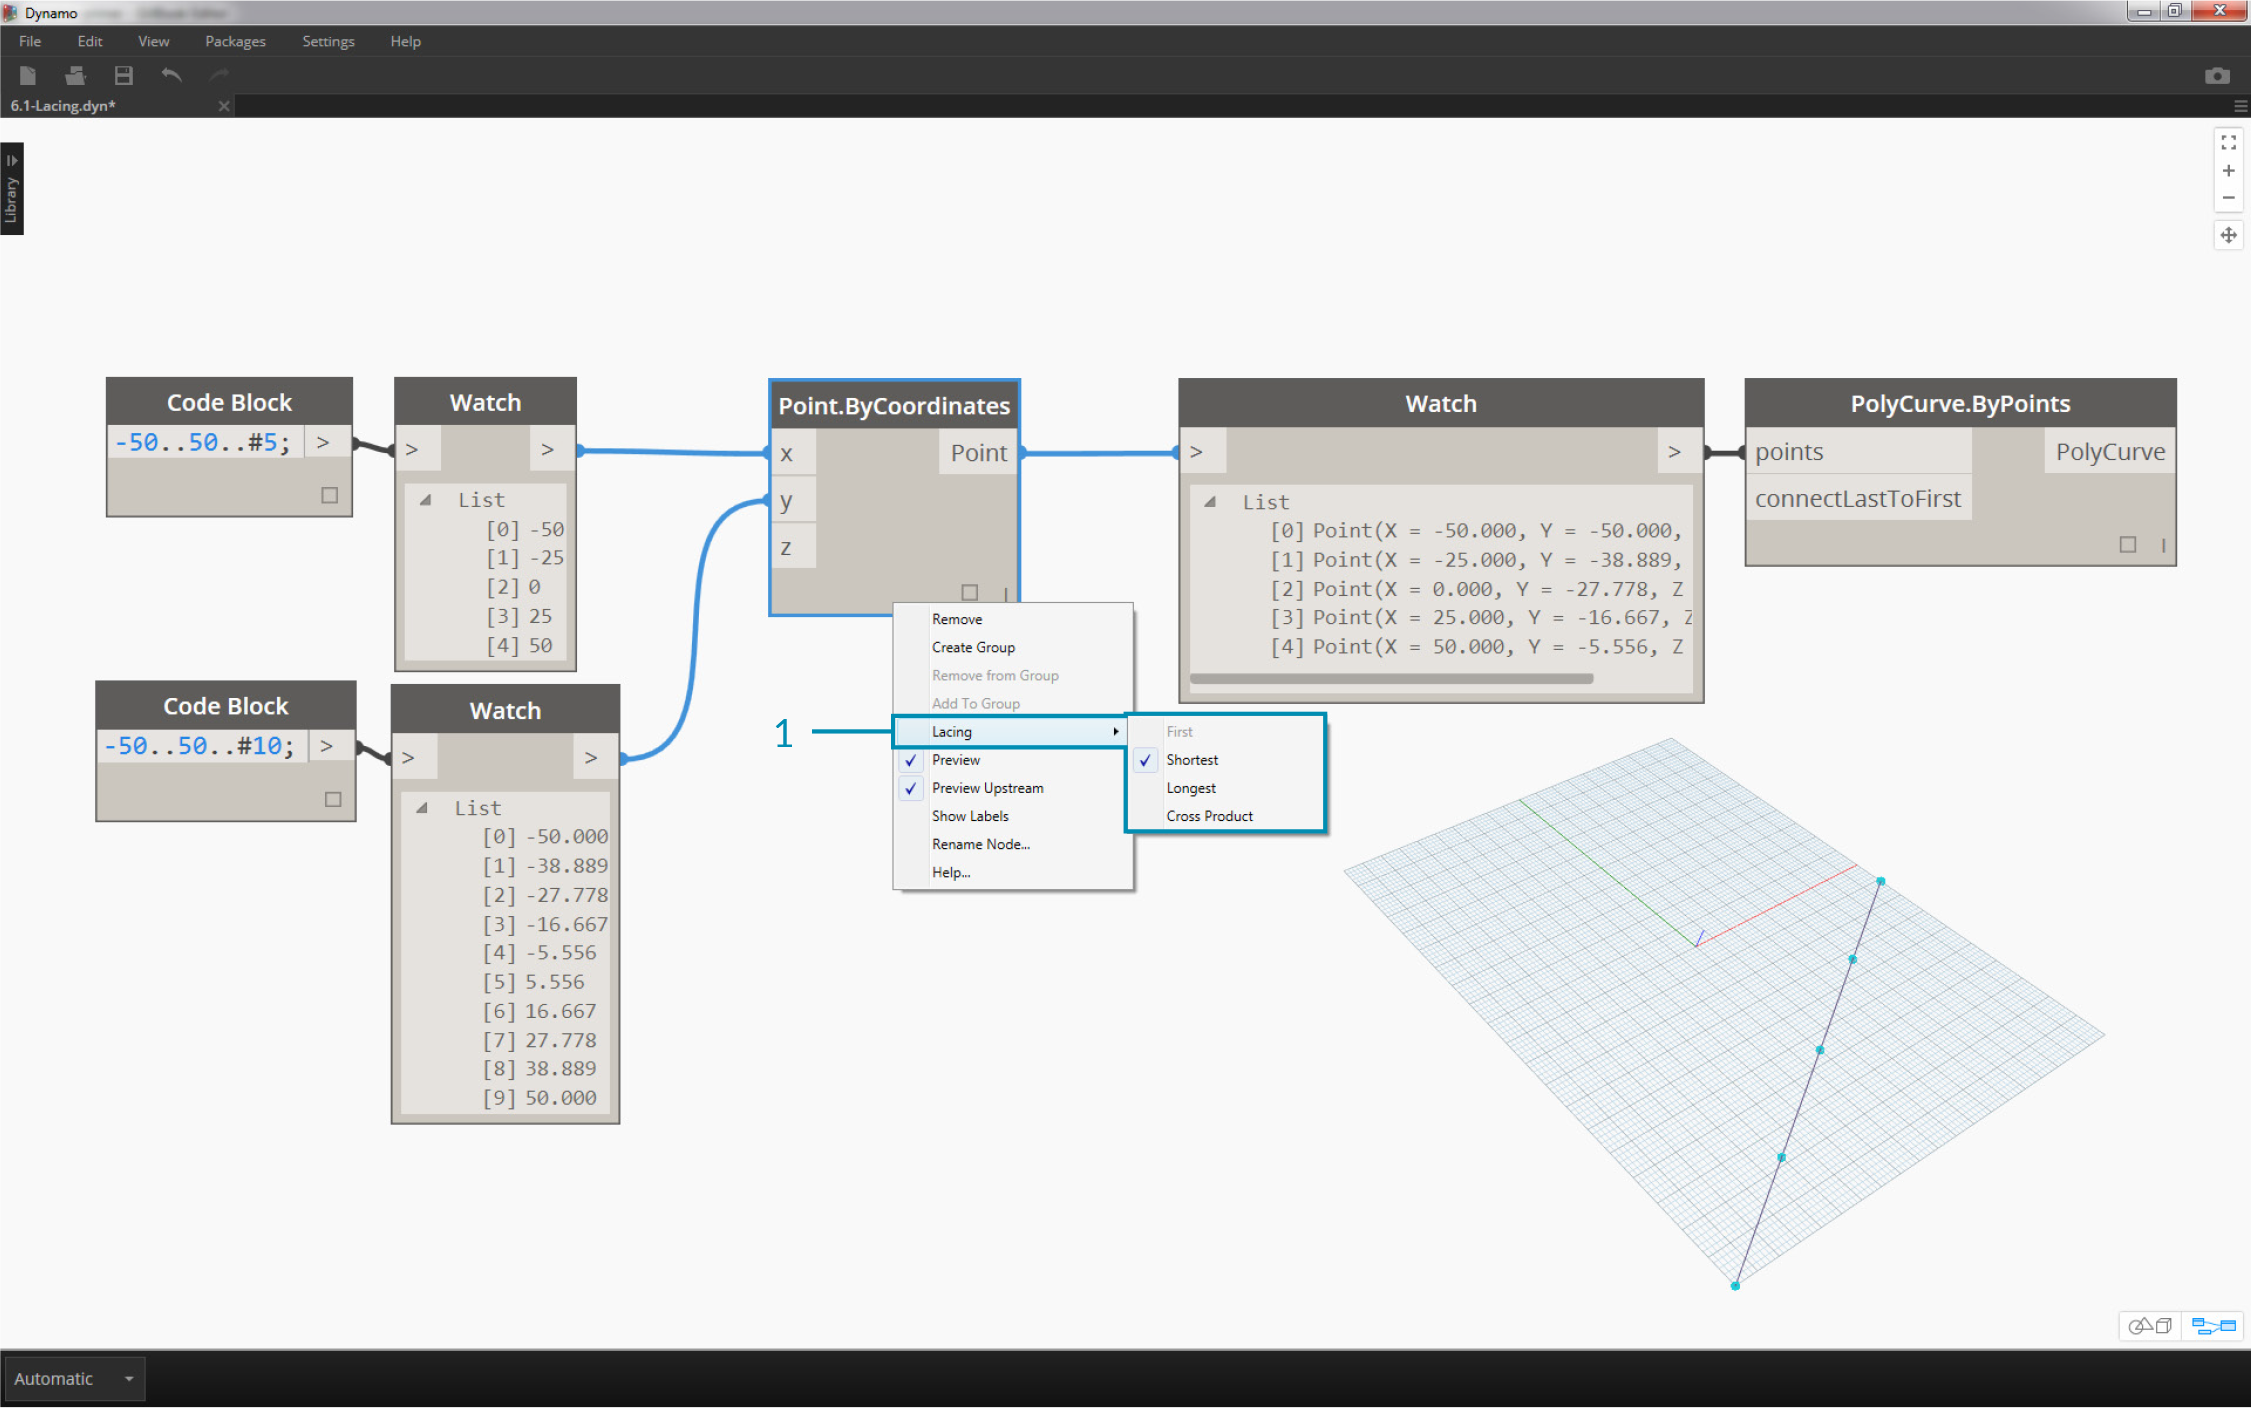 Dynamo
File Edit View Packages Settings Help
6.1-Lacing.dyn*
Library
Code Block
-50..50..#5; >
Watch
> >
List
[0] -50
[1] -25
[2] 0
[3] 25
[4] 50
Code Block
-50..50..#10; >
Watch
> >
List
[0] -50.000
[1] -38.889
[2] -27.778
[3] -16.667
[4] -5.556
[5] 5.556
[6] 16.667
[7] 27.778
[8] 38.889
[9] 50.000
Point.ByCoordinates
x Point
y
z
Watch
> >
List
[0] Point(X = -50.000, Y = -50.000,
[1] Point(X = -25.000, Y = -38.889,
[2] Point(X = 0.000, Y = -27.778, Z
[3] Point(X = 25.000, Y = -16.667, Z
[4] Point(X = 50.000, Y = -5.556, Z
PolyCurve.ByPoints
points PolyCurve
connectLastToFirst
1
Remove
Create Group
Remove from Group
Add To Group
Lacing
Preview
Preview Upstream
Show Labels
Rename Node...
Help...
First
Shortest
Longest
Cross Product
Automatic